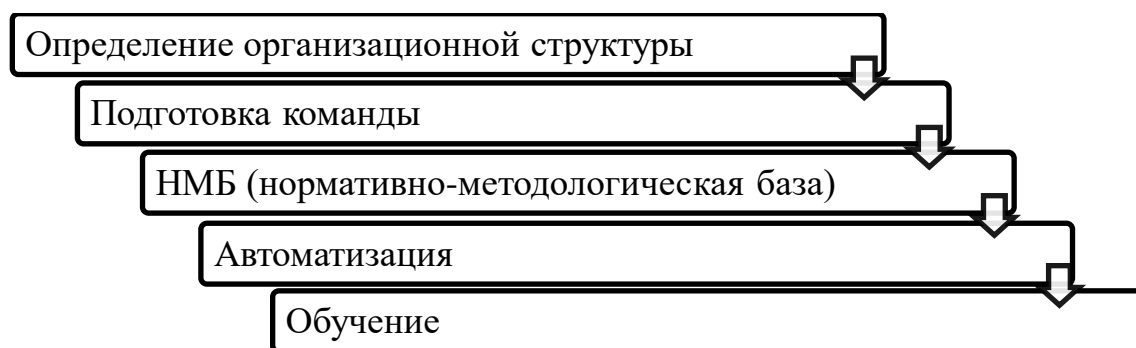 Определение организационной структуры
Подготовка команды
НМБ (нормативно-методологическая база)
Автоматизация
Обучение